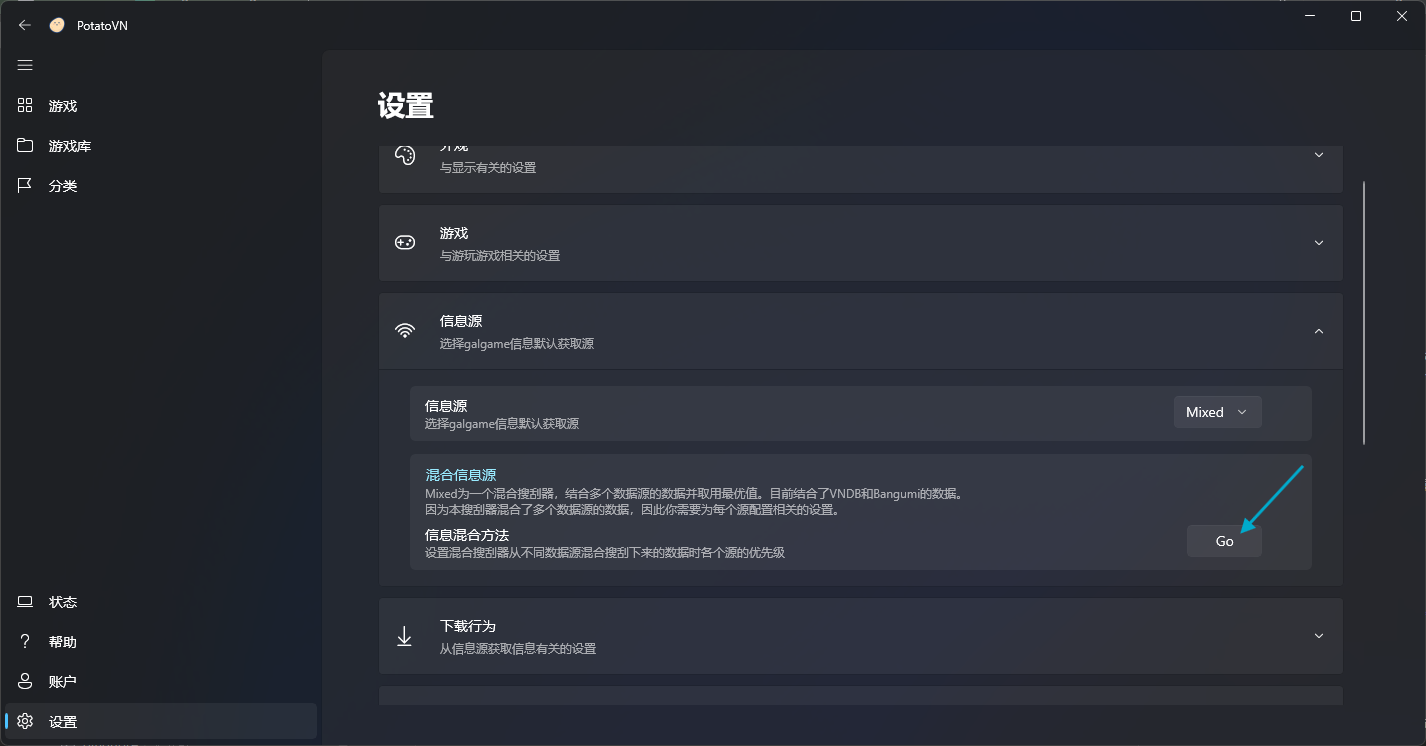 PotatoVN
游戏
游戏库
分类
状态
帮助
账户
设置
设置
外观
与显示有关的设置
游戏
与游玩游戏相关的设置
信息源
选择galgame信息默认获取源
信息源
选择galgame信息默认获取源
Mixed
混合信息源
Mixed为一个混合搜刮器，结合多个数据源的数据并取用最优值。目前结合了VNDB和Bangumi的数据。
因为本搜刮器混合了多个数据源的数据，因此你需要为每个源配置相关的设置。
信息混合方法
设置混合搜刮器从不同数据源混合搜刮下来的数据时各个源的优先级
Go
下载行为
从信息源获取信息有关的设置